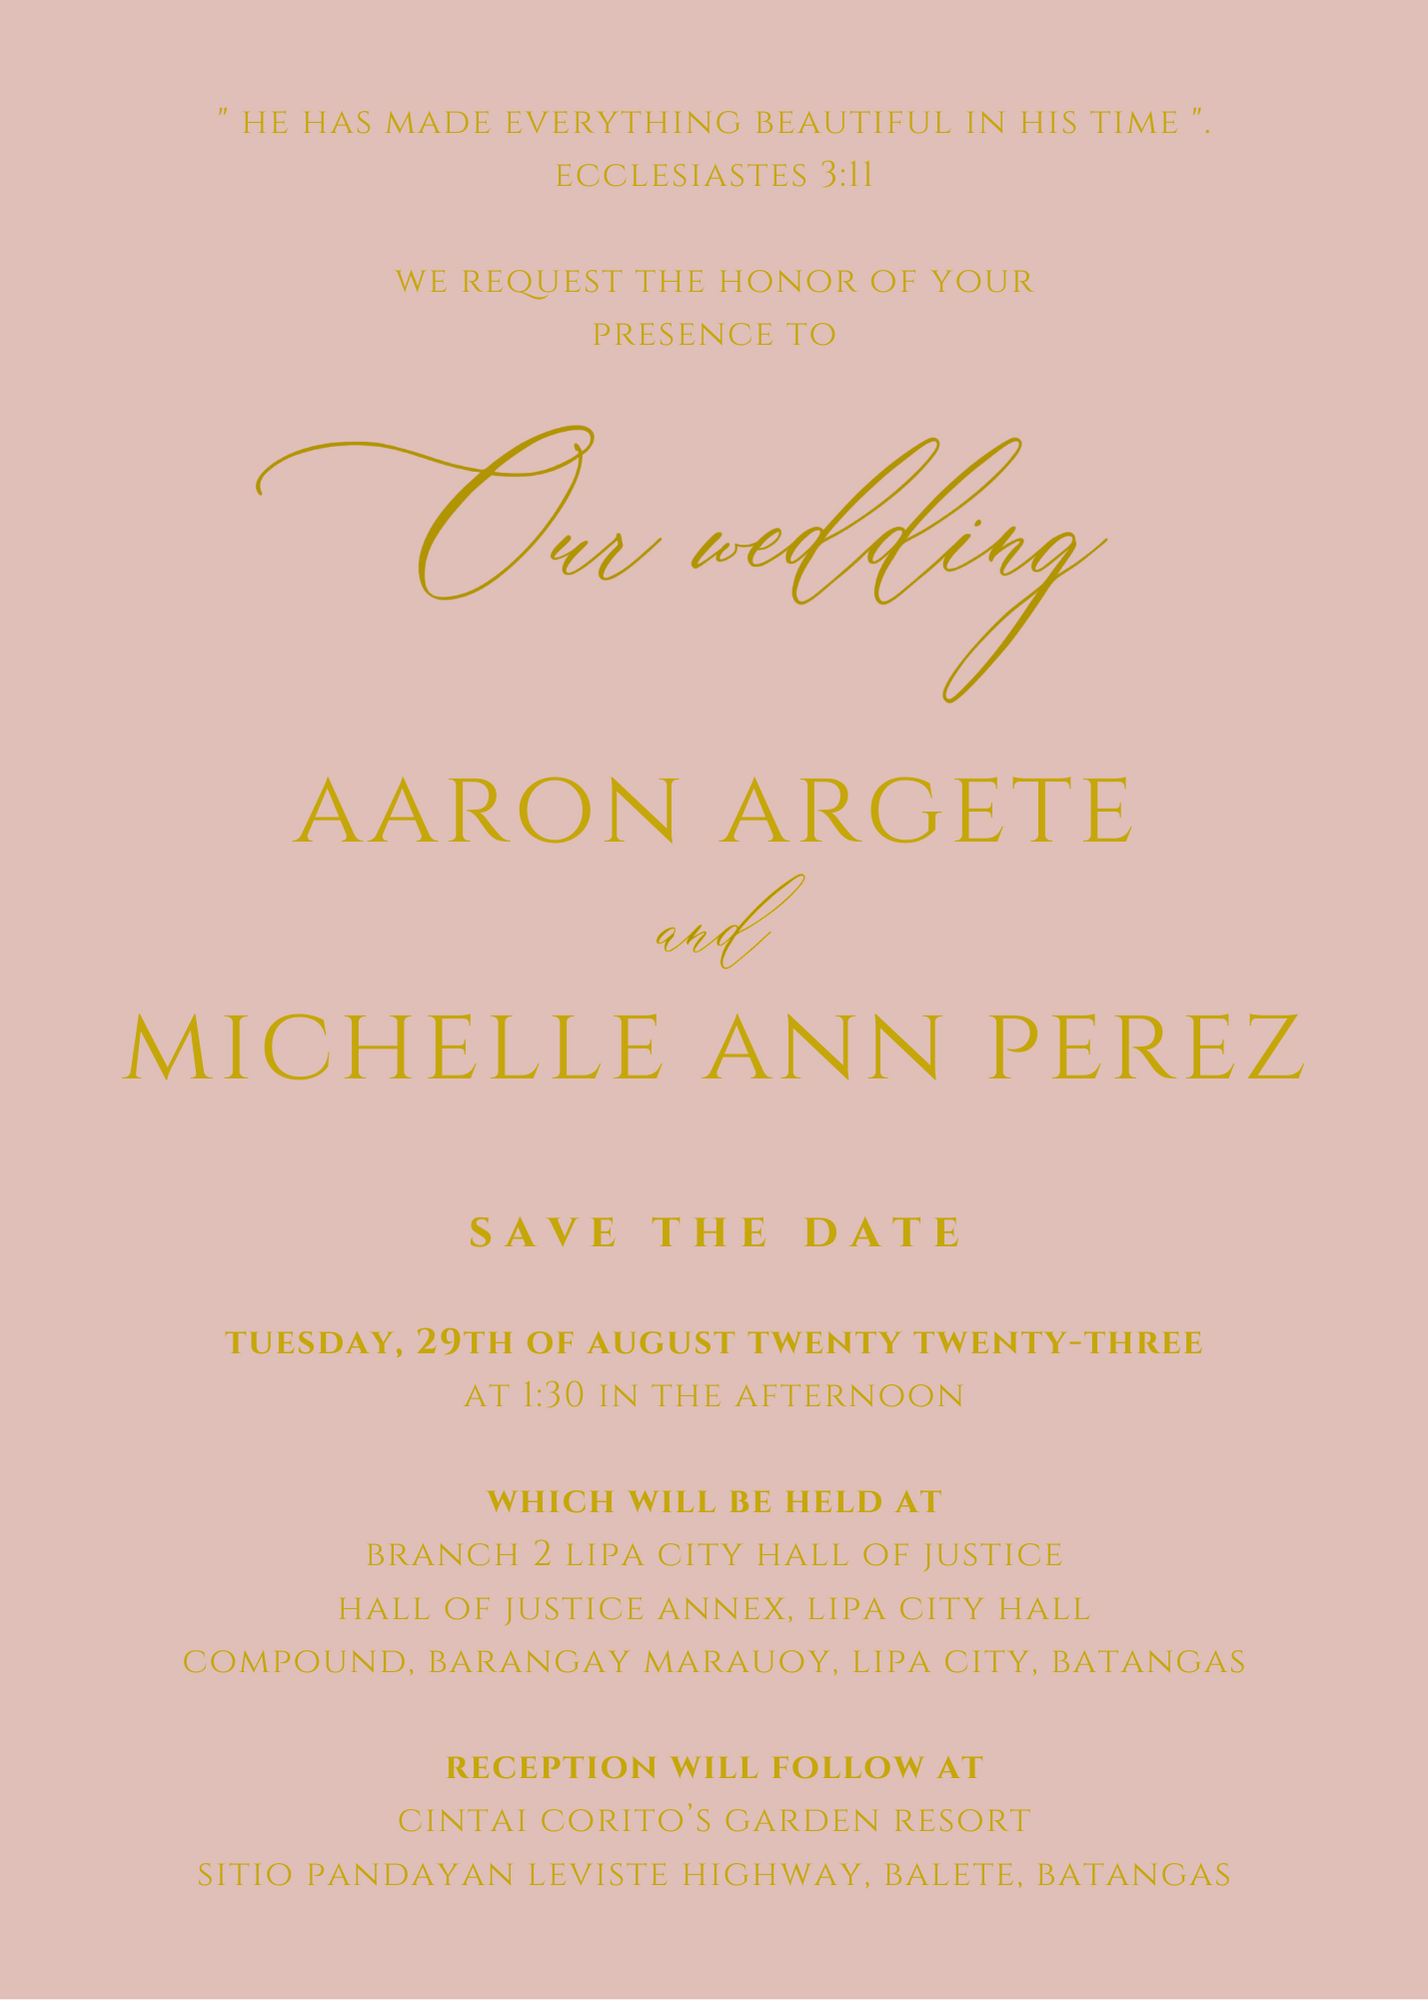 " HE HAS MADE EVERYTHING BEAUTIFUL IN HIS TIME ".
ECCLESIASTES 3:11
WE REQUEST THE HONOR OF YOUR
PRESENCE TO
Our wedding
AARON ARGETE
and
MICHELLE ANN PEREZ
SAVE THE DATE
TUESDAY, 29TH OF AUGUST TWENTY TWENTY-THREE
AT 1:30 IN THE AFTERNOON
WHICH WILL BE HELD AT
BRANCH 2 LIPA CITY HALL OF JUSTICE
HALL OF JUSTICE ANNEX, LIPA CITY HALL
COMPOUND, BARANGAY MARAUOY, LIPA CITY, BATANGAS
RECEPTION WILL FOLLOW AT
CINTAI CORITO’S GARDEN RESORT
SITIO PANDAYAN LEVISTE HIGHWAY, BALETE, BATANGAS